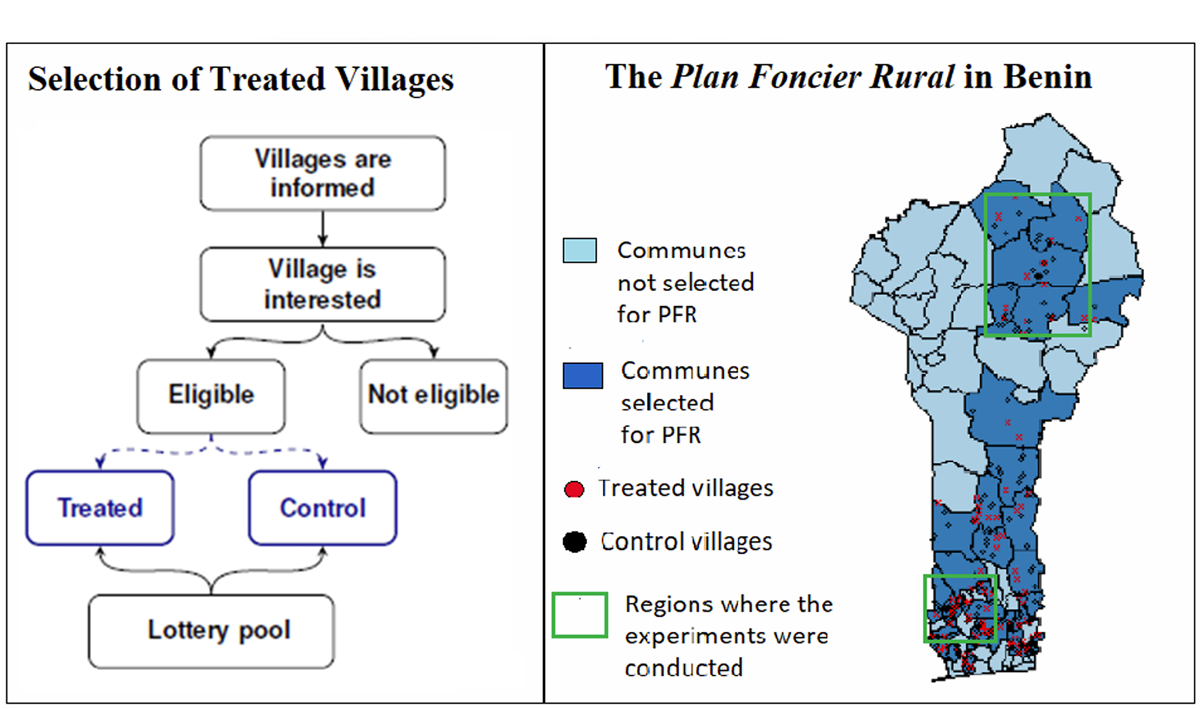 Selection of Treated Villages
Villages are
informed
Village is
interested
Eligible
Not eligible
Treated
Control
Lottery pool
The Plan Foncier Rural in Benin
Communes
not selected
for PFR
Communes
selected
for PFR
Treated villages
Control villages
Regions where the
experiments were
conducted